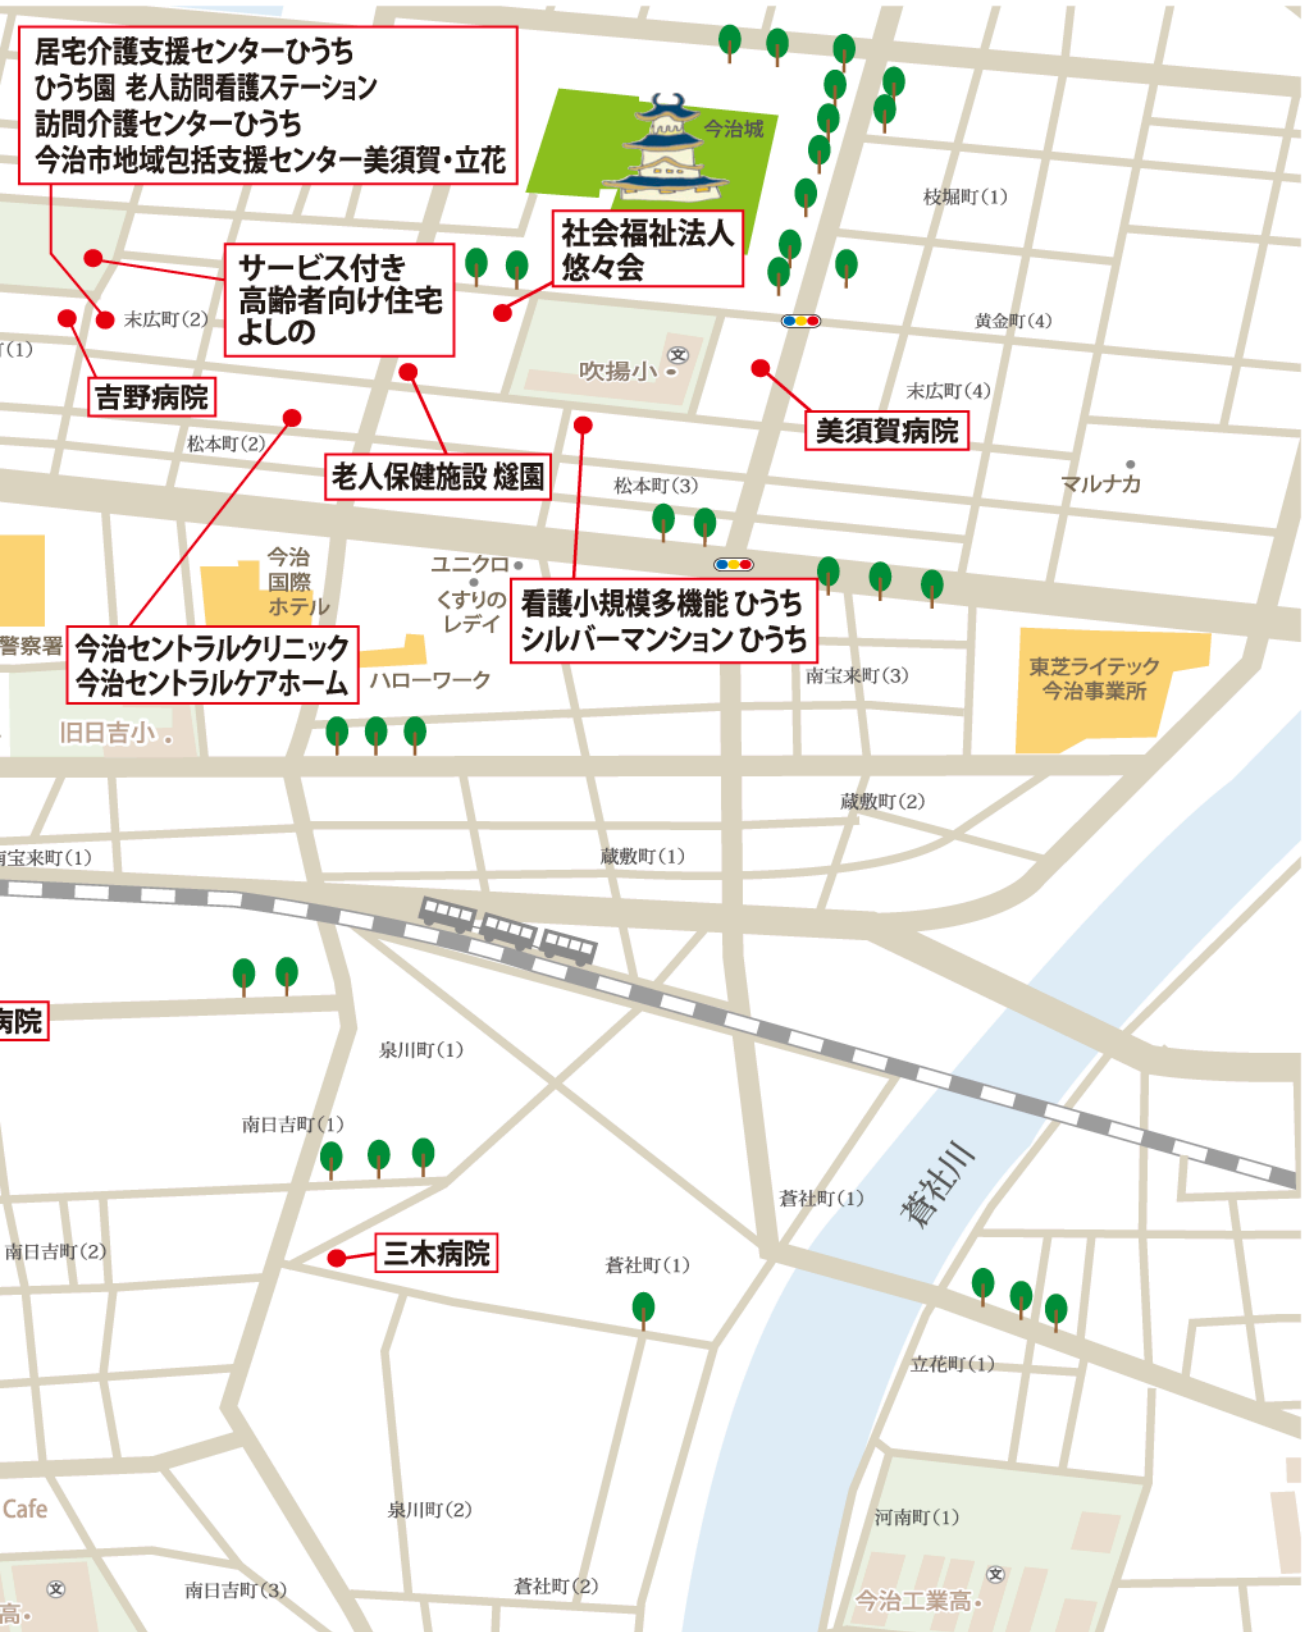 居宅介護支援センターひうち
ひうち園 老人訪問看護ステーション
訪問介護センターひうち
今治市地域包括支援センター美須賀・立花
今治城
枝堀町(1)
社会福祉法人
悠々会
サービス付き
高齢者向け住宅
よしの
末広町(2)
(1)
黄金町(4)
吹揚小
文
末広町(4)
吉野病院
美須賀病院
松本町(2)
老人保健施設 燧園
松本町(3)
マルナカ
今治
国際
ホテル
ユニクロ
くすりの
レデイ
看護小規模多機能 ひうち
シルバーマンション ひうち
警察署
今治セントラルクリニック
今治セントラルケアホーム
ハローワーク
南宝来町(3)
東芝ライテック
今治事業所
旧日吉小
蔵敷町(2)
南宝来町(1)
蔵敷町(1)
病院
泉川町(1)
南日吉町(1)
蒼社川
蒼社町(1)
南日吉町(2)
三木病院
蒼社町(1)
立花町(1)
Cafe
泉川町(2)
河南町(1)
文
南日吉町(3)
蒼社町(2)
文
今治工業高
高